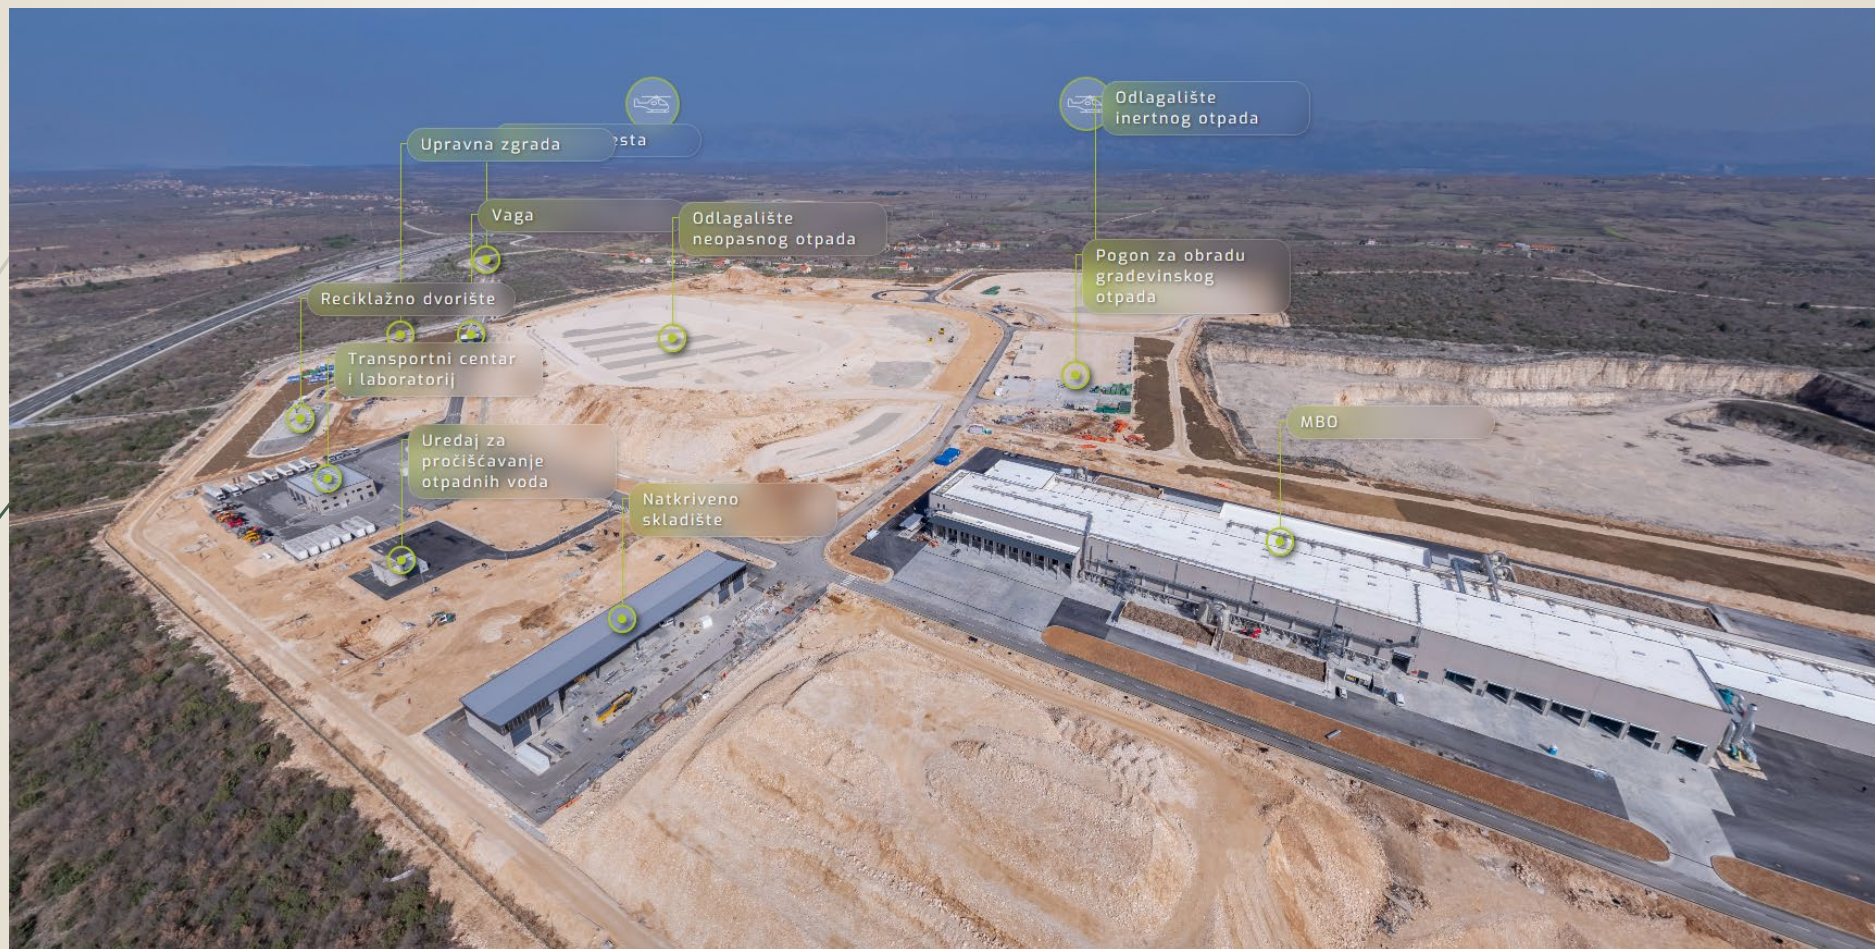 Odlagalište
inertnog otpada
Upravna zgrada
esta
Vaga
Odlagalište
neopasnog otpada
Pogon za obradu
građevinskog
otpada
Reciklažno dvorište
Transportni centar
i laboratorij
MBO
Uređaj za
pročišćavanje
otpadnih voda
Natkriveno
skladište